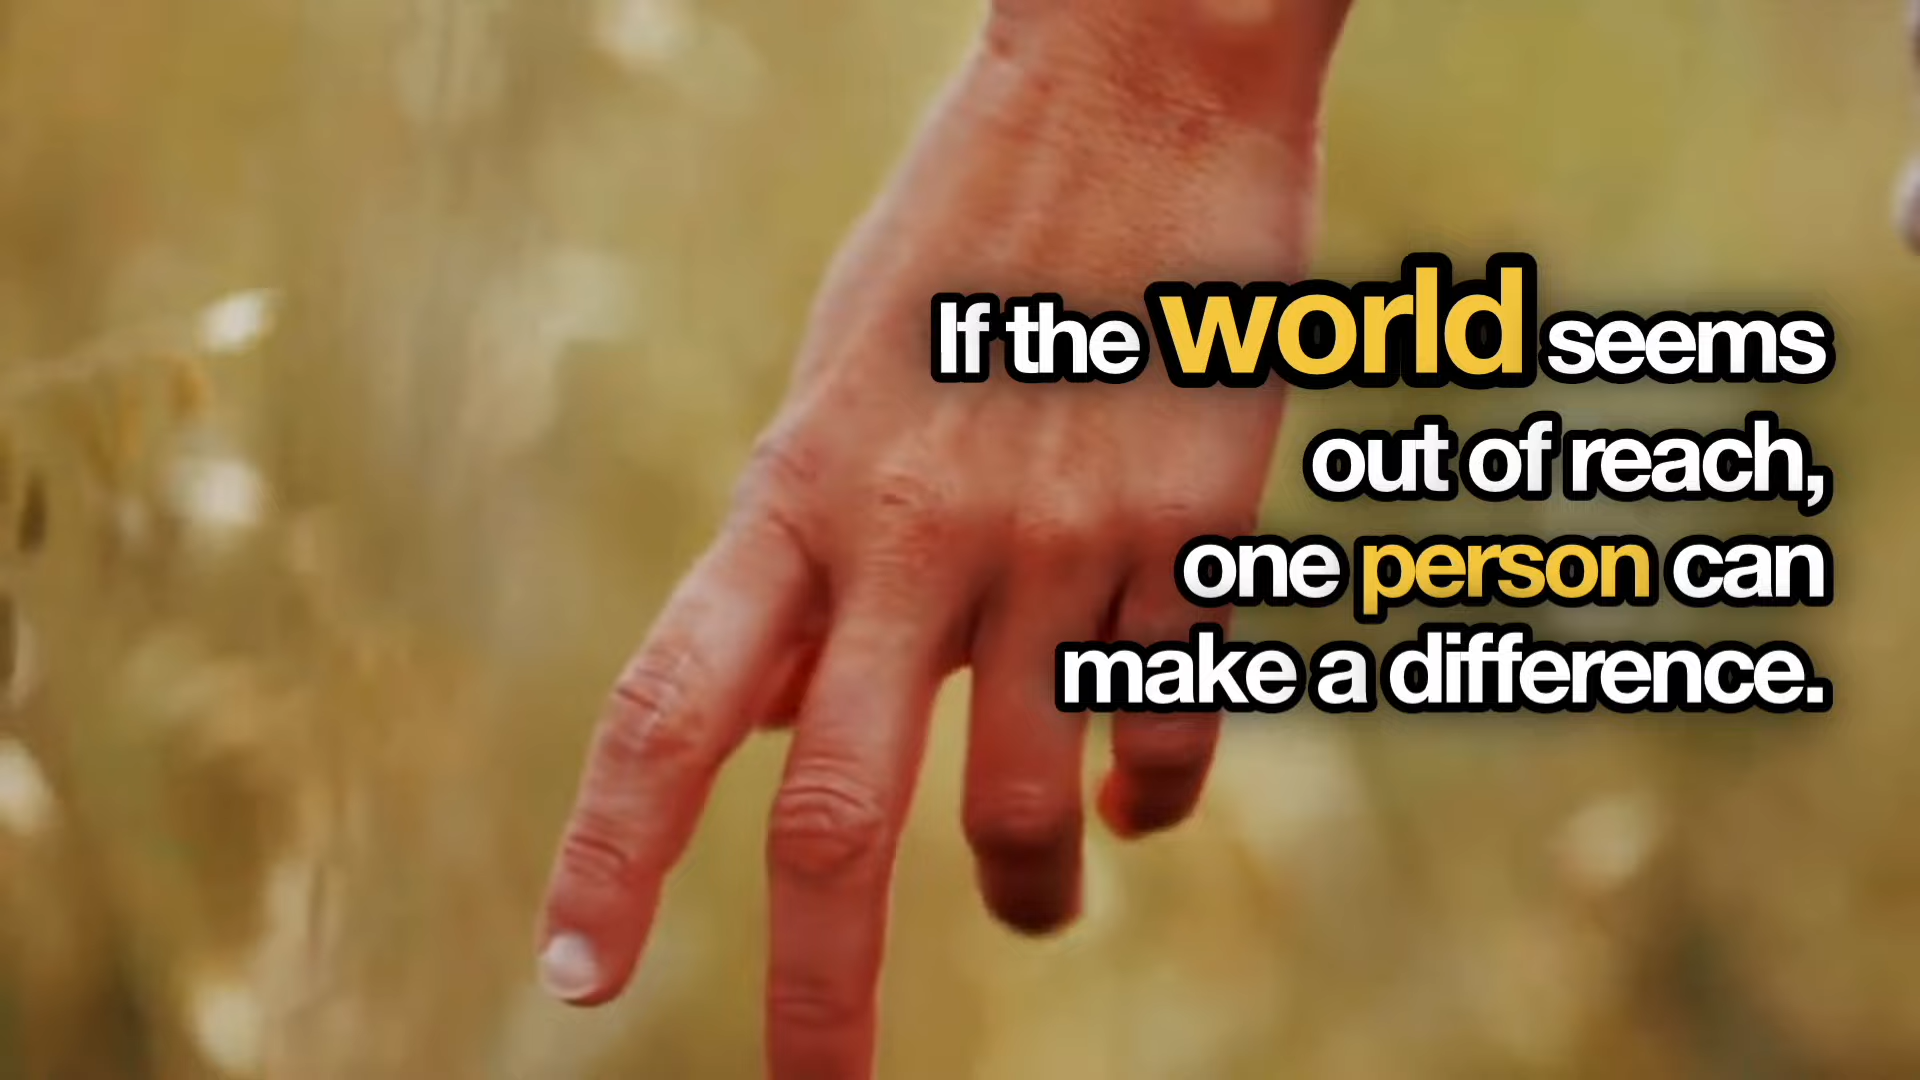 If the world seems
out of reach,
one person can
make a difference.